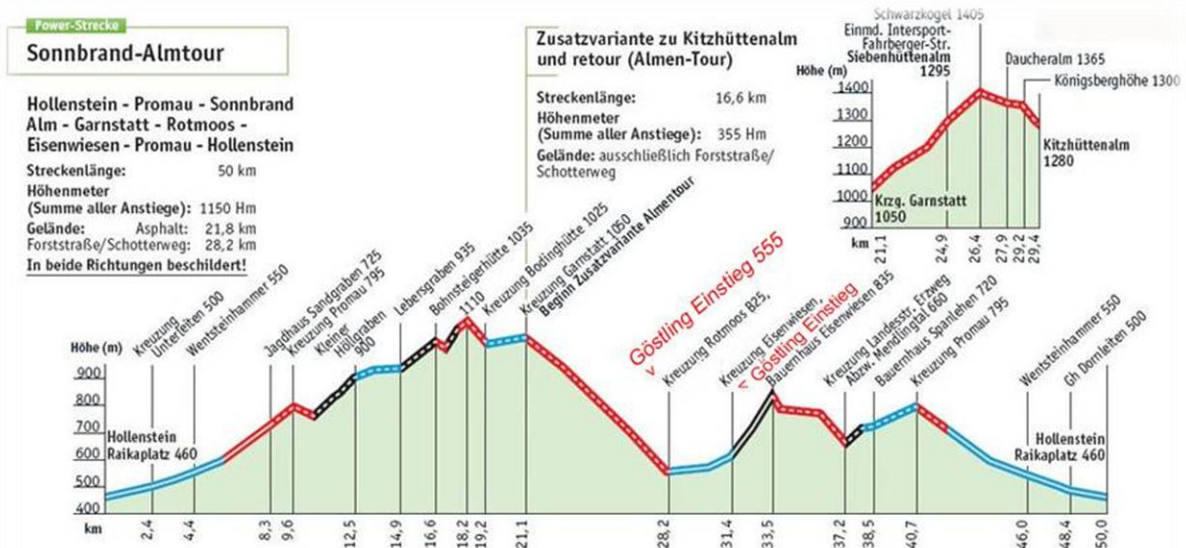 Power-Strecke
Sonnbrand-Almtour
Hollenstein - Promau - Sonnbrand
Alm - Garnstatt - Rotmoos -
Eisenwiesen - Promau - Hollenstein
Streckenlänge: 50 km
Höhenmeter
(Summe aller Anstiege): 1150 Hm
Gelände: Asphalt: 21,8 km
Forststraße/Schotterweg: 28,2 km
In beide Richtungen beschildert!
Zusatzvariante zu Kitzhüttenalm
und retour (Almen-Tour)
Streckenlänge: 16,6 km
Höhenmeter
(Summe aller Anstiege): 355 Hm
Gelände: ausschließlich Forststraße/
Schotterweg
Schwarzkogel 1405
Einmd. Intersport-
Fahrberger-Str.
Siebenhüttenalm
1295
Daucheralm 1365
Königsberghöhe 1300
Höhe (m)
1400
1300
1200
1100
1000
900
Kitzhüttenalm
1280
Krzg. Garnstatt
1050
km
21,1
24,9
26,4
27,9
29,2
29,4
Kreuzung
Unterleiten 500
Wentsteinhammer 550
Jagdhaus Sandgraben 725
Kreuzung Promau 795
Kleiner
Höllgraben
900
Lebersgraben 935
Bohnsteigerhütte 1035
1110
Kreuzung Bodinghütte 1025
Kreuzung Garnstatt 1050
Beginn Zusatzvariante Almentour
Göstling Einstieg 555
v
Kreuzung Rotmoos B25,
Kreuzung Eisenwiesen,
< Göstling Einstieg
Bauernhaus Eisenwiesen 835
Kreuzung Landesstr. Erzweg
Abzw. Mendlingtal 660
Bauernhaus Spanlehen 720
Kreuzung Promau 795
Wentsteinhammer 550
Gh Dornleiten 500
Höhe (m)
900
800
700
600
500
400
Hollenstein
Raikaplatz 460
Hollenstein
Raikaplatz 460
km
2,4
4,4
8,3
9,6
12,5
14,9
16,6
18,2
19,2
21,1
28,2
31,4
33,5
37,2
38,5
40,7
46,0
48,4
50,0